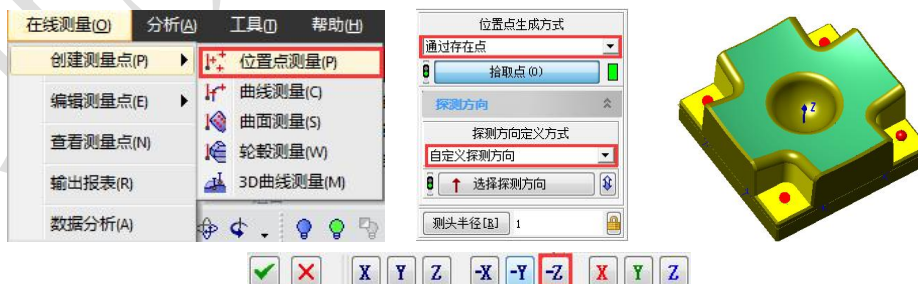 在线测量(O) 分析(A) 工具(T) 帮助(H)
创建测量点(P)
编辑测量点(E)
查看测量点(N)
输出报表(R)
数据分析(A)
位置点测量(P)
曲线测量(C)
曲面测量(S)
轮毂测量(W)
3D曲线测量(M)
位置点生成方式
通过存在点
拾取点(0)
探测方向
探测方向定义方式
自定义探测方向
选择探测方向
测头半径[R] 1
Z
X Y Z -X -Y -Z X Y Z